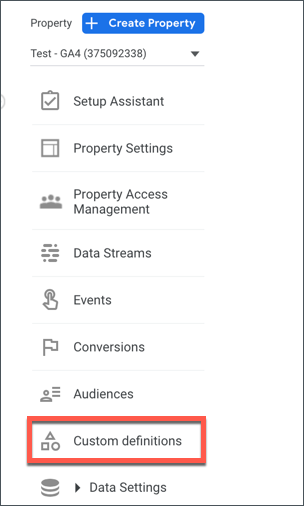 Property
Create Property
Test - GA4 (375092338)
Setup Assistant
Property Settings
Property Access
Management
Data Streams
Events
Conversions
Audiences
Custom definitions
Data Settings